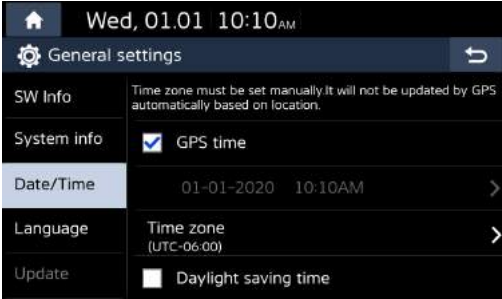 Wed, 01.01 10:10AM
General settings
SW Info
System info
Date/Time
Language
Update
Time zone must be set manually.It will not be updated by GPS
automatically based on location.
GPS time
01-01-2020 10:10AM
Time zone
(UTC-06:00)
Daylight saving time